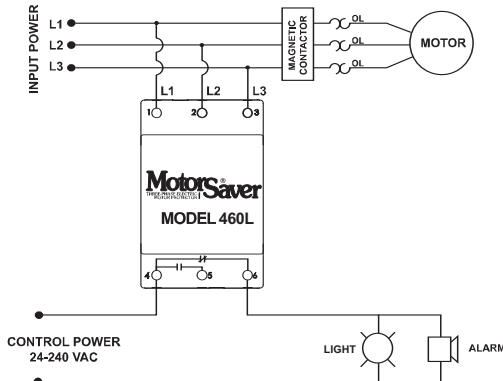 INPUT POWER
L1
L2
L3
MAGNETIC
CONTACTOR
OL
OL
OL
MOTOR
L1
L2
L3
1
2
3
MotorSaver®
THREE-PHASE ELECTRIC
MOTOR PROTECTOR
MODEL 460L
4
5
6
CONTROL POWER
24-240 VAC
LIGHT
ALARM